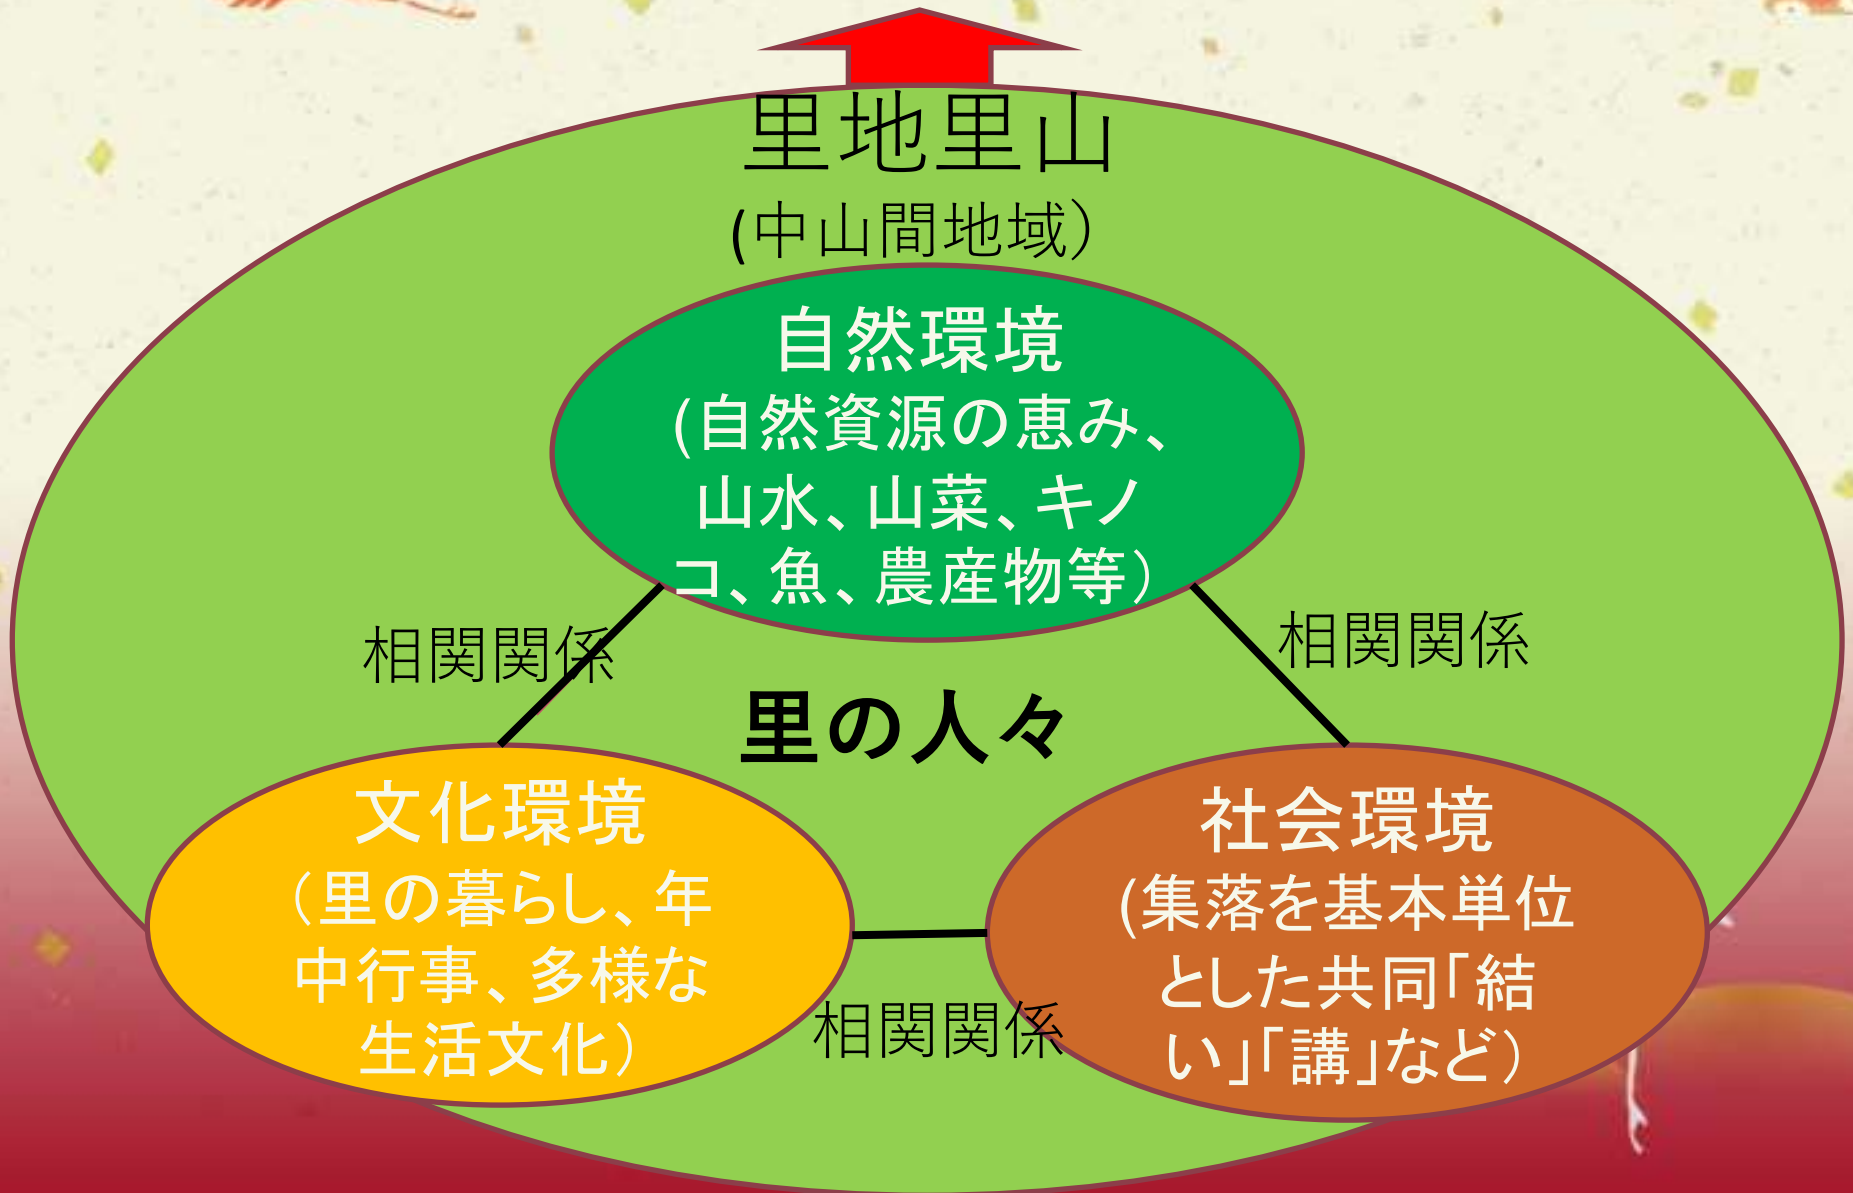 里地里山
(中山間地域）
自然環境
(自然資源の恵み、
山水、山菜、キノ
コ、魚、農産物等）
相関関係
相関関係
里の人々
文化環境
（里の暮らし、年
中行事、多様な
生活文化）
社会環境
(集落を基本単位
とした共同「結
い」「講」など）
相関関係